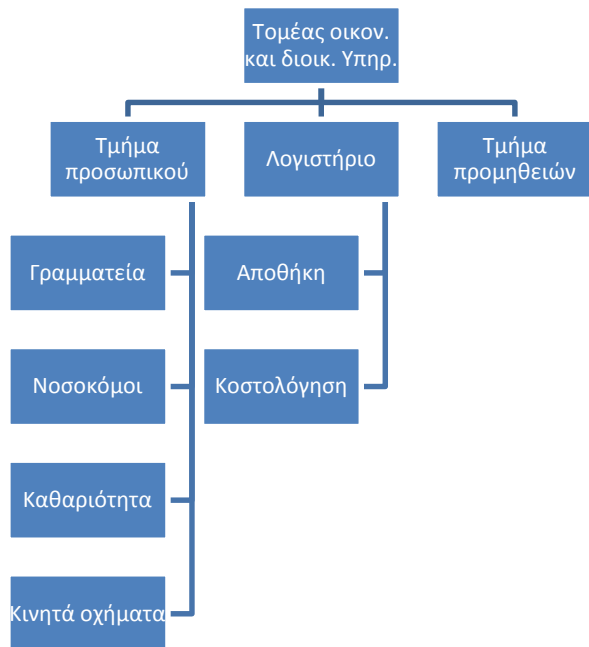 Τομέας οικον.
και διοικ. Υπηρ.
Τμήμα
προσωπικού
Λογιστήριο
Τμήμα
προμηθειών
Γραμματεία
Αποθήκη
Νοσοκόμοι
Κοστολόγηση
Καθαριότητα
Κινητά οχήματα